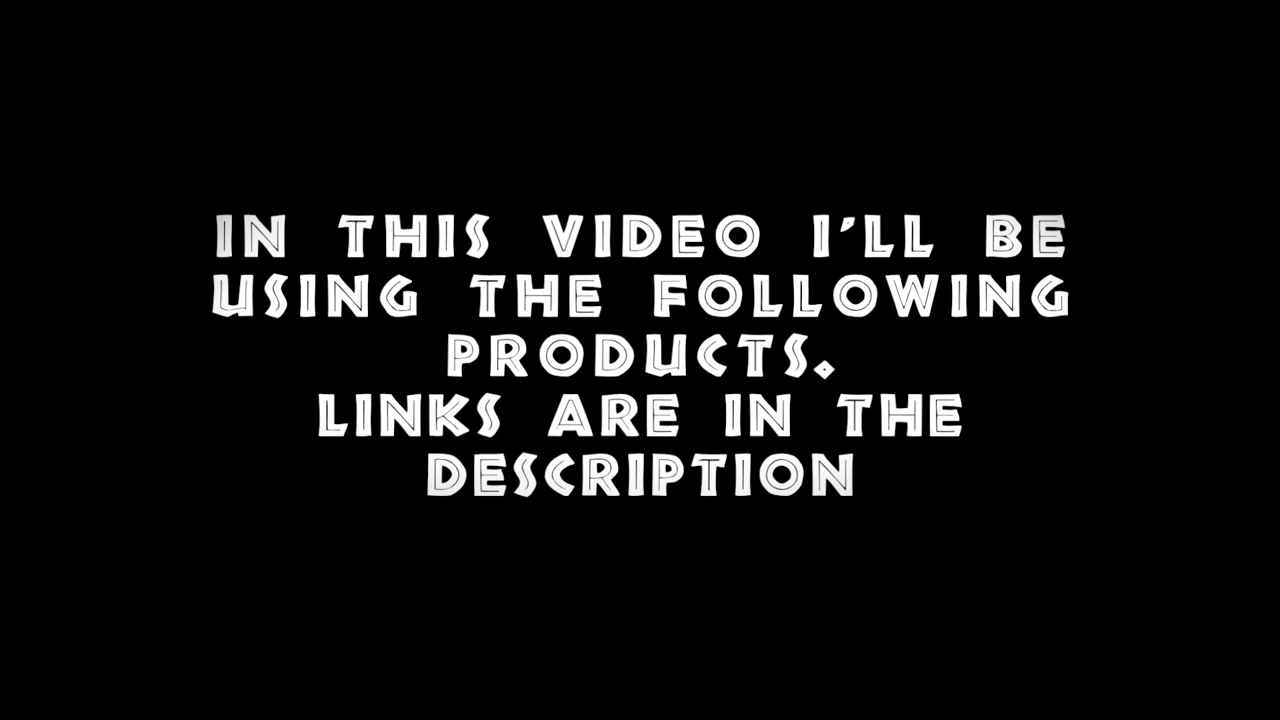 IN THIS VIDEO I'LL BE
USING THE FOLLOWING
PRODUCTS.
LINKS ARE IN THE
DESCRIPTION